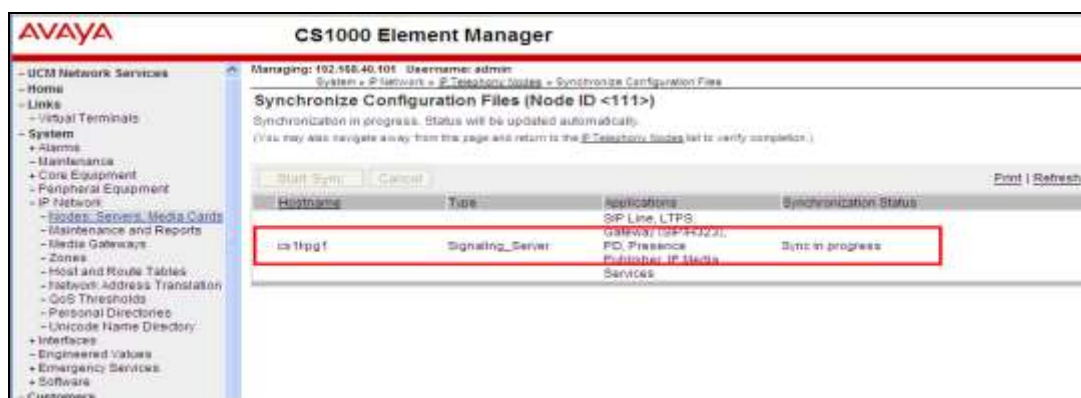 AVAYA
CS1000 Element Manager
- UCM Network Services
- Home
- Links
- Virtual Terminals
- System
+ Alarms
- Maintenance
+ Core Equipment
- Peripheral Equipment
- IP Network
- Nodes: Servers, Media Cards
- Maintenance and Reports
- Media Gateways
- Zones
- Host and Route Tables
- Network Address Translation
- QoS Thresholds
- Personal Directories
- Unicode Name Directory
+ Interfaces
- Engineered Values
+ Emergency Services
+ Software
- Customers
Managing: 192.168.40.101 Username: admin
System » IP Network » IP Telephony Nodes » Synchronize Configuration Files
Synchronize Configuration Files (Node ID <111>)
Synchronization in progress. Status will be updated automatically.
(You may also navigate away from this page and return to the IP Telephony Nodes list to verify completion.)
Start Sync Cancel Print | Refresh
Hostname Type Applications Synchronization Status
SIP Line, LTPS,
Gateway (SIP/H323),
Signaling_Server PD, Presence Sync in progress
Publisher, IP Media
Services